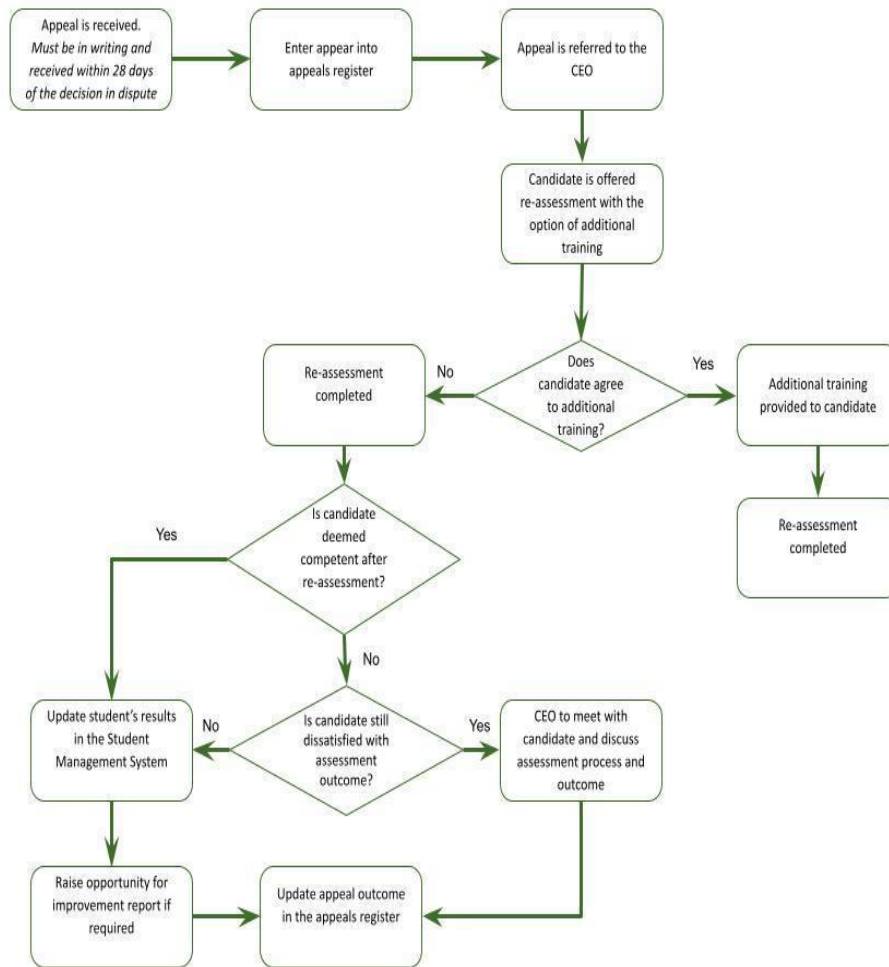 Appeal is received.
Must be in writing and
received within 28 days
of the decision in dispute
Enter appear into
appeals register
Appeal is referred to the
CEO
Candidate is offered
re-assessment with the
option of additional
training
Does
candidate agree
to additional
training?
No
Yes
Re-assessment
completed
Additional training
provided to candidate
Re-assessment
completed
Is candidate
deemed
competent after
re-assessment?
Yes
No
Is candidate still
dissatisfied with
assessment
outcome?
No
Yes
Update student's results
in the Student
Management System
CEO to meet with
candidate and discuss
assessment process and
outcome
Raise opportunity for
improvement report if
required
Update appeal outcome
in the appeals register